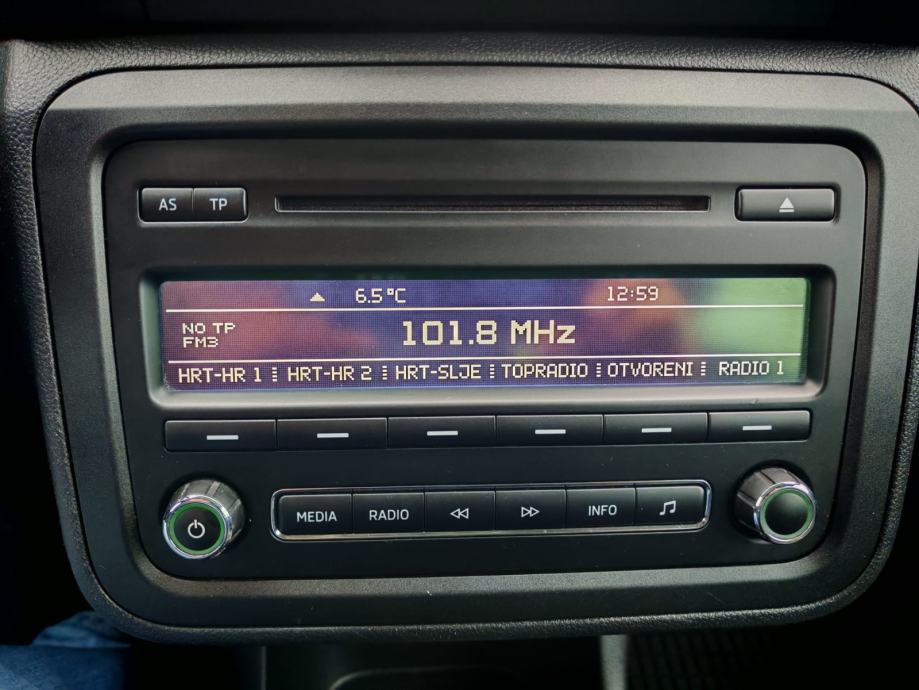 AS TP
6.5°C 12:59
NO TP
FM3
101.8 MHz
HRT-HR 1 HRT-HR 2 HRT-SLJE TOPRADIO OTVORENI RADIO 1
MEDIA RADIO INFO